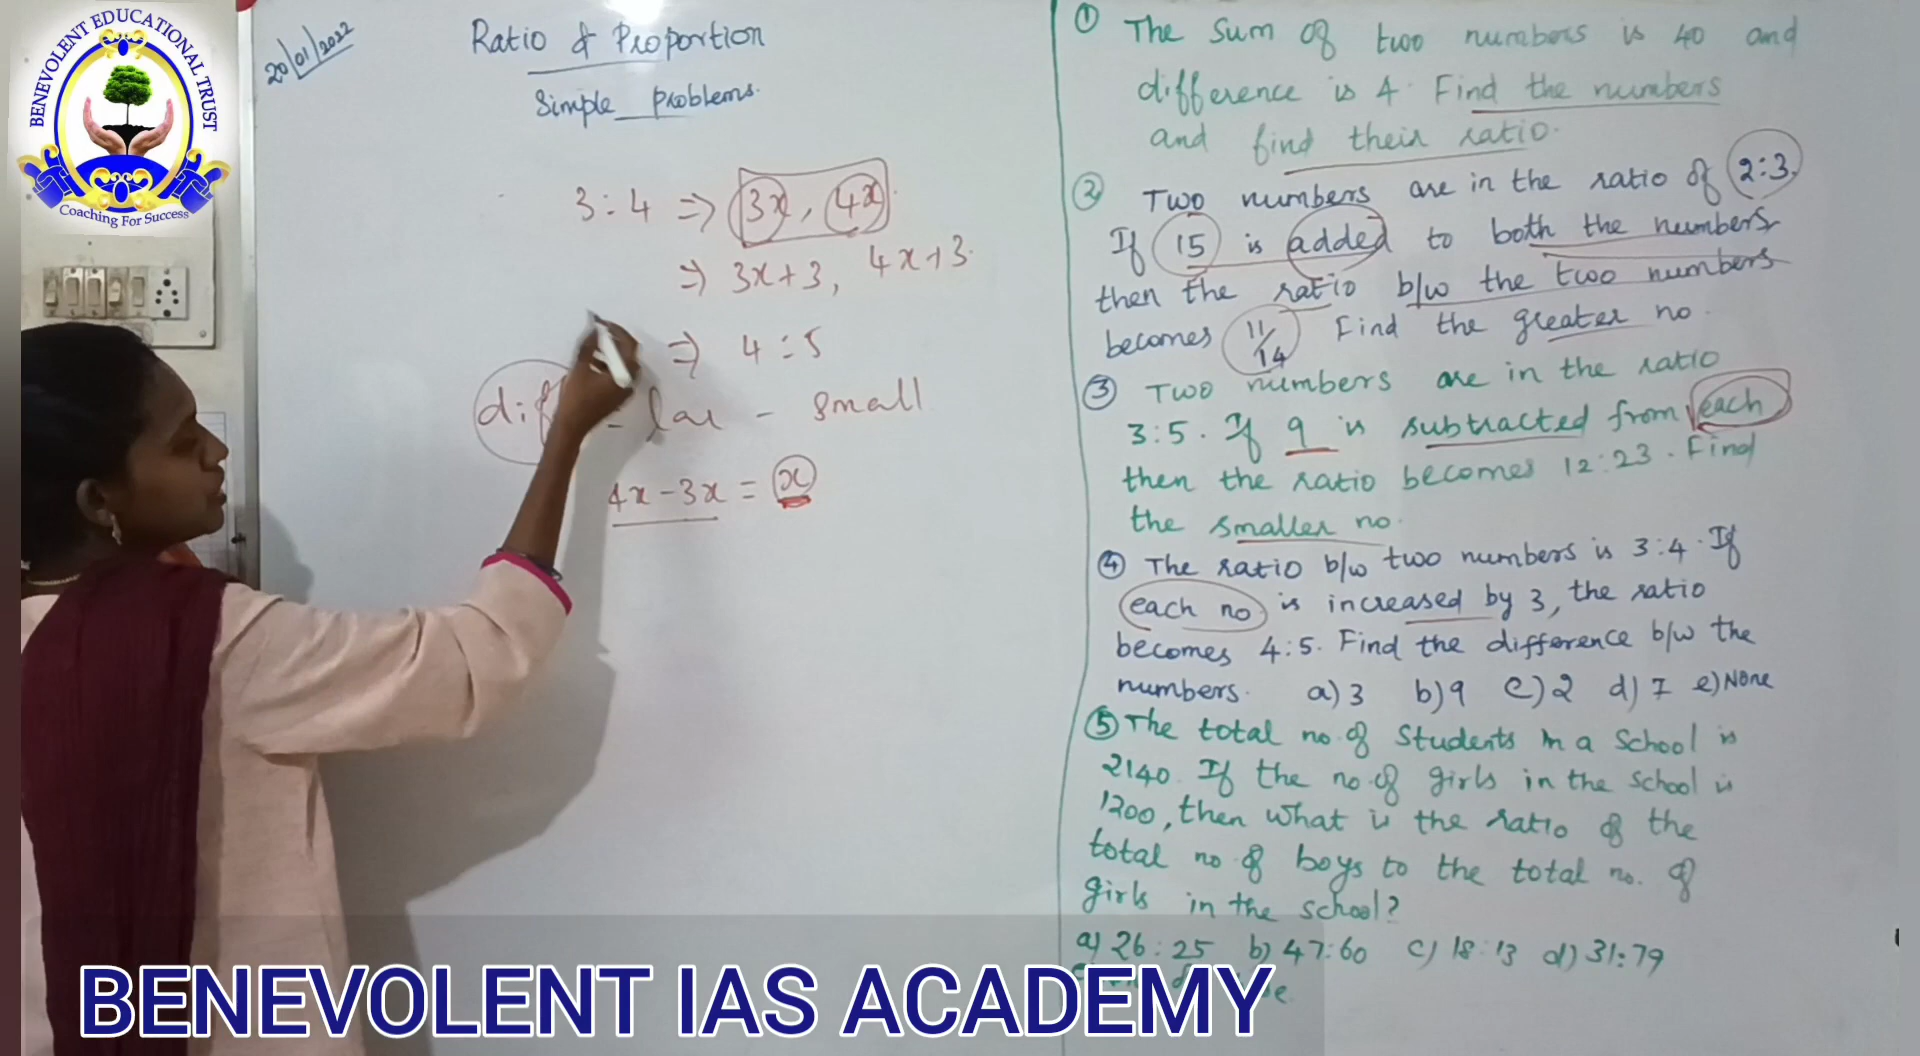 BENEVOLENT EDUCATIONAL TRUST
Coaching For Success
20/01/2022
Ratio & Proportion
Simple problems.
3 : 4 => 3x, 4x
=> 3x+3, 4x+3.
=> 4 : 5
lar - small
4x-3x = x
① The Sum of two numbers is 40 and
difference is 4. Find the numbers
and find their ratio.
② Two numbers are in the ratio of 2:3.
If 15 is added to both the numbers
then the ratio b/w the two numbers
becomes 11/14 Find the greater no.
③ Two numbers are in the ratio
3:5. If 9 is subtracted from each
then the ratio becomes 12:23. Find
the smaller no.
④ The ratio b/w two numbers is 3:4. If
each no is increased by 3, the ratio
becomes 4:5. Find the difference b/w the
numbers. a) 3 b) 9 c) 2 d) 7 e) None
⑤ The total no. of Students in a School is
2140. If the no. of girls in the school is
1200, then what is the ratio of the
total no. of boys to the total no. of
girls in the school?
a) 26:25 b) 47:60 c) 18:13 d) 31:79
BENEVOLENT IAS ACADEMY